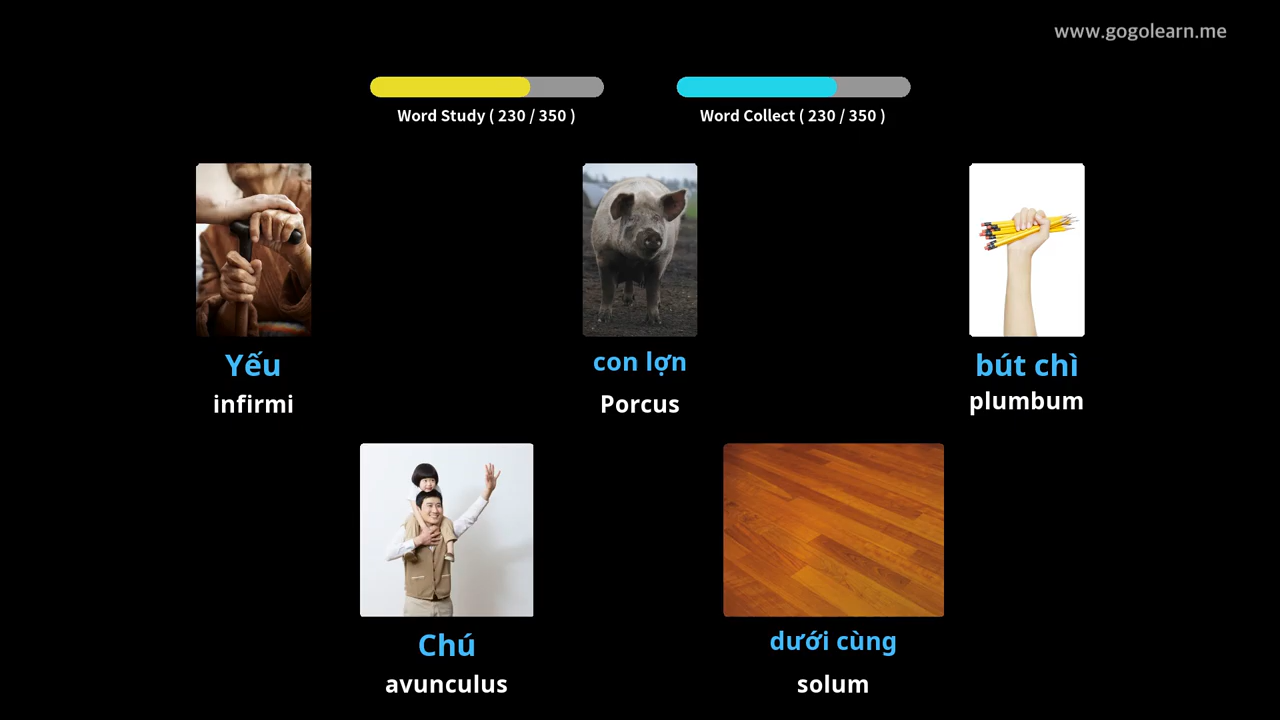 www.gogolearn.me
Word Study ( 230 / 350 )
Word Collect ( 230 / 350 )
Yếu
infirmi
con lợn
Porcus
bút chì
plumbum
Chú
avunculus
dưới cùng
solum